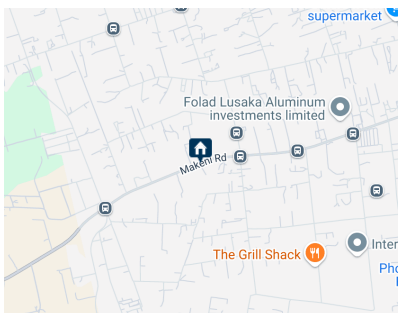 supermarket
Folad Lusaka Aluminum
investments limited
Makeni Rd
The Grill Shack
Inter
Pho